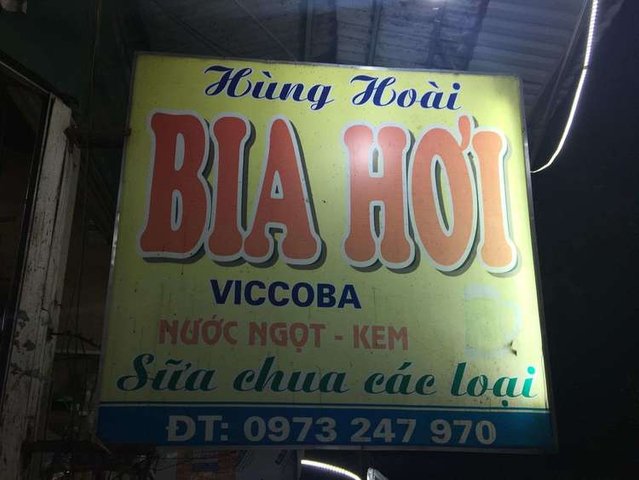 Hùng Hoài
BIA HƠI
VICCOBA
NƯỚC NGỌT - KEM
Sữa chua các loại
ĐT: 0973 247 970